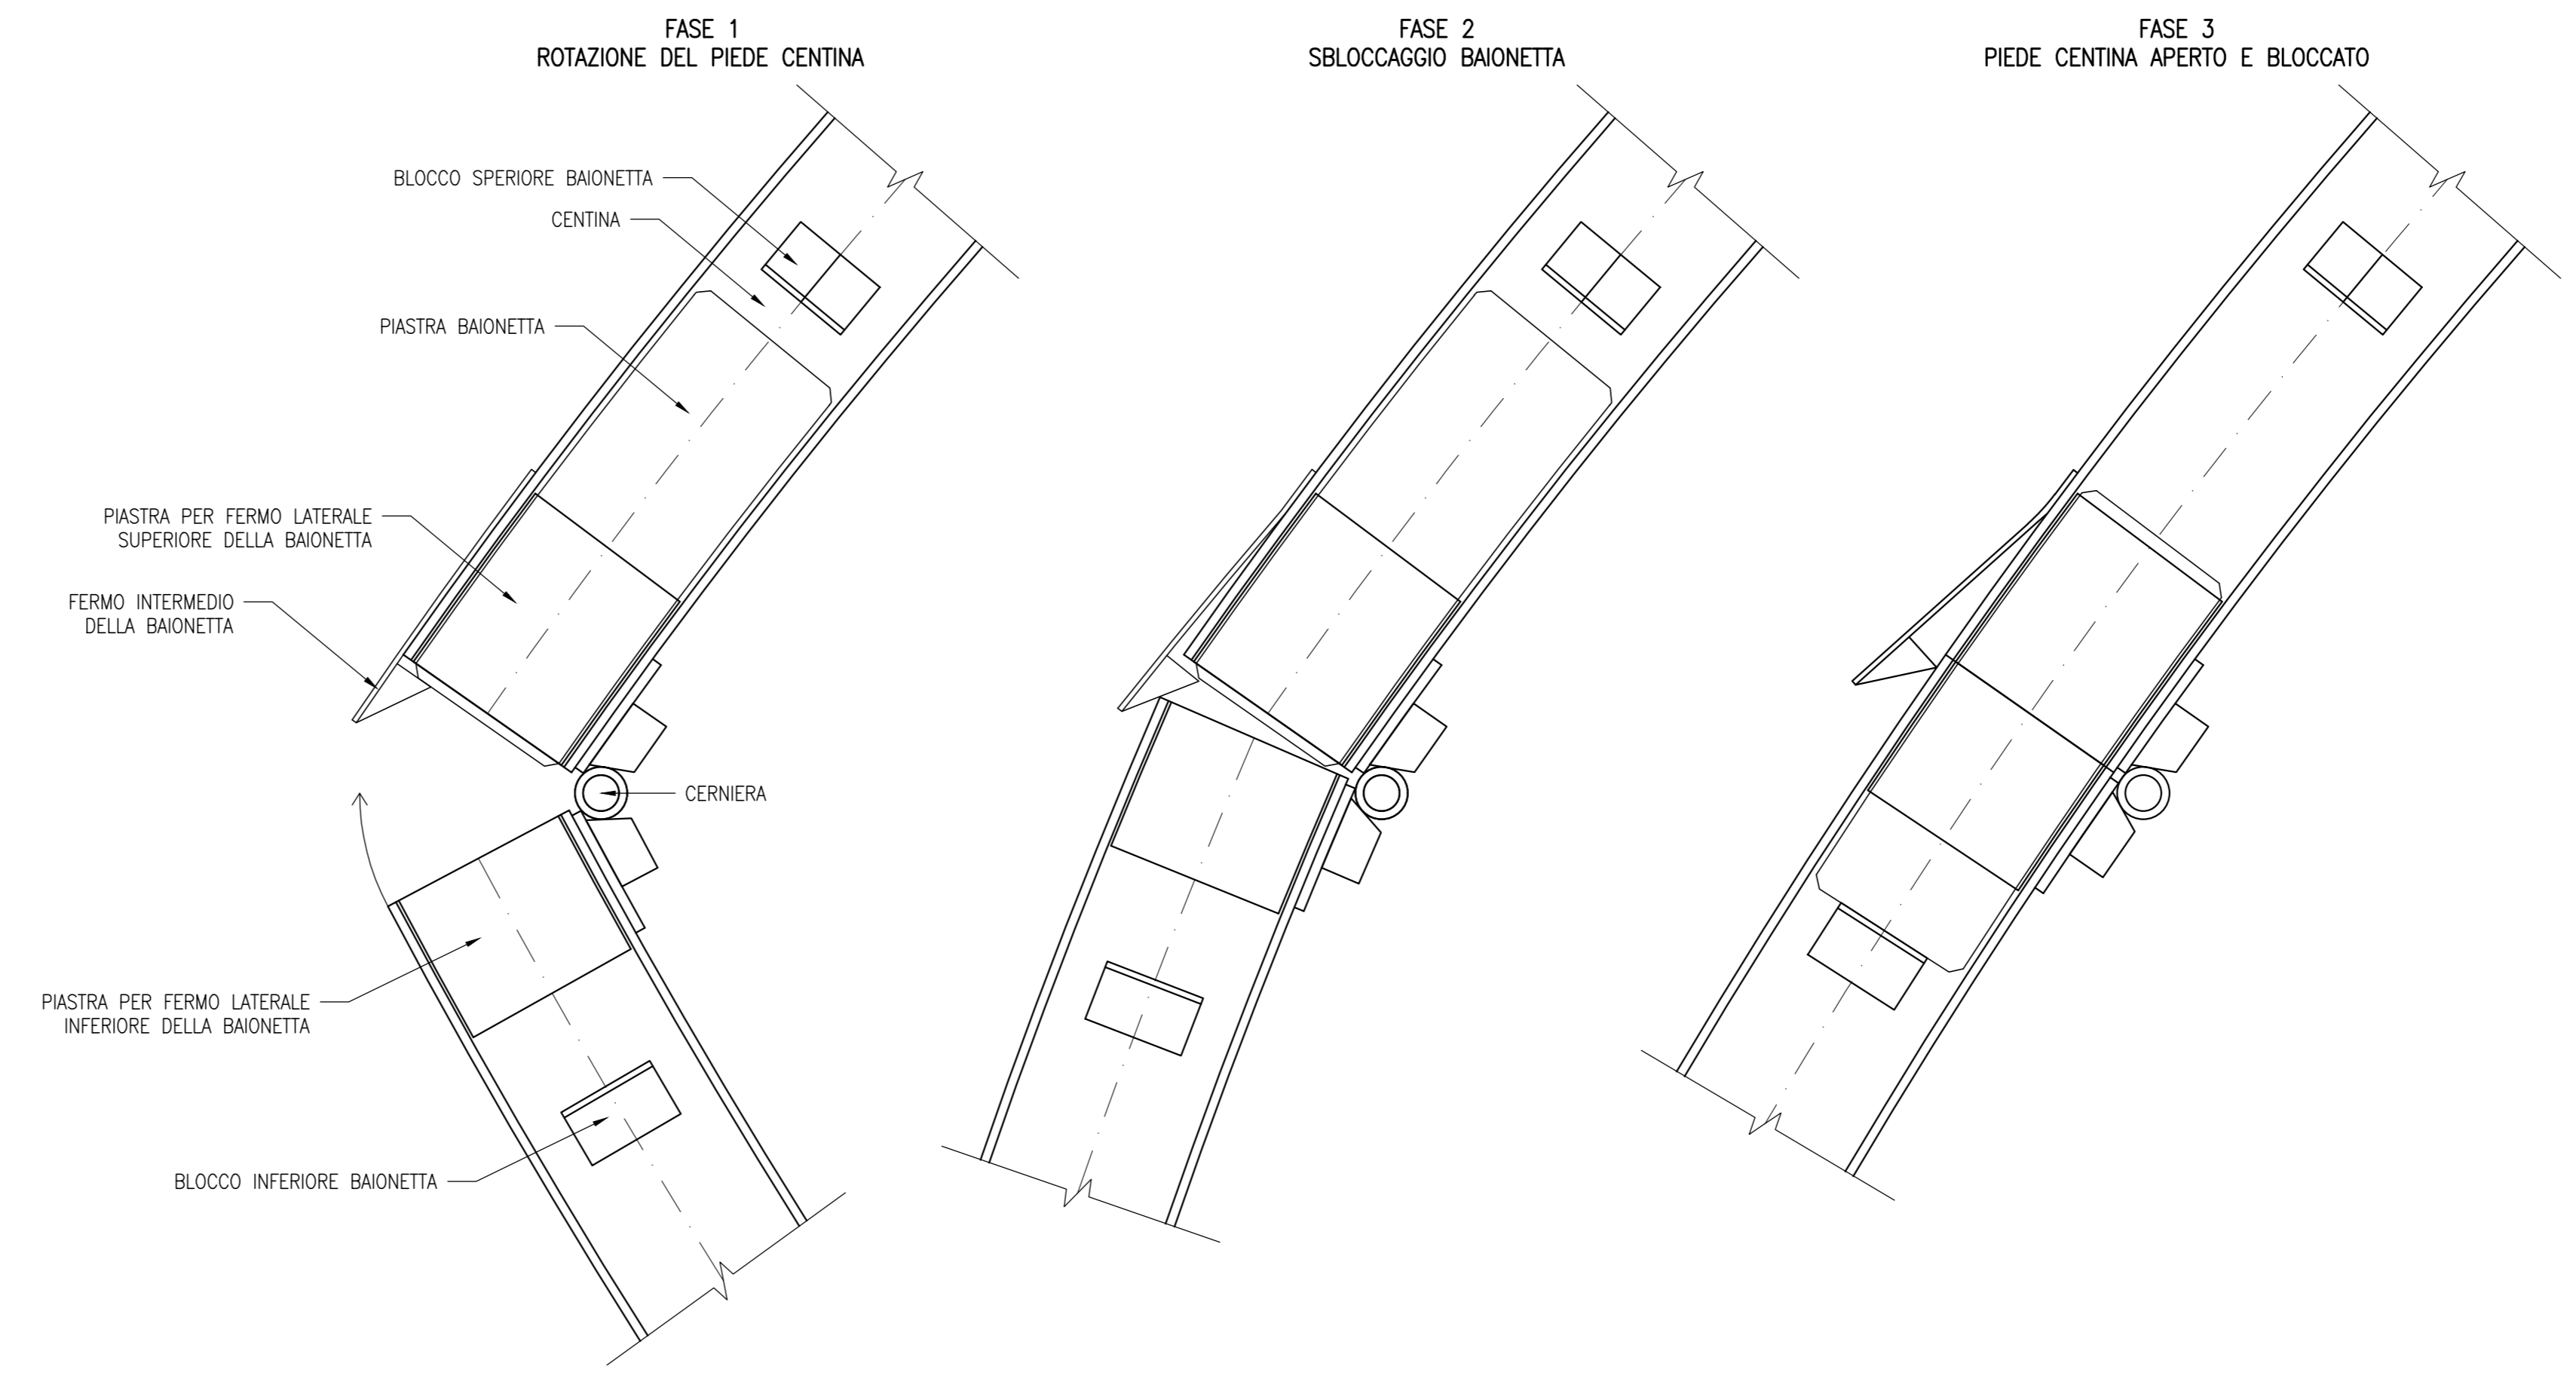 FASE 1
ROTAZIONE DEL PIEDE CENTINA
FASE 2
SBLOCCAGGIO BAIONETTA
FASE 3
PIEDE CENTINA APERTO E BLOCCATO
BLOCCO SPERIORE BAIONETTA
CENTINA
PIASTRA BAIONETTA
PIASTRA PER FERMO LATERALE
SUPERIORE DELLA BAIONETTA
FERMO INTERMEDIO
DELLA BAIONETTA
CERNIERA
PIASTRA PER FERMO LATERALE
INFERIORE DELLA BAIONETTA
BLOCCO INFERIORE BAIONETTA